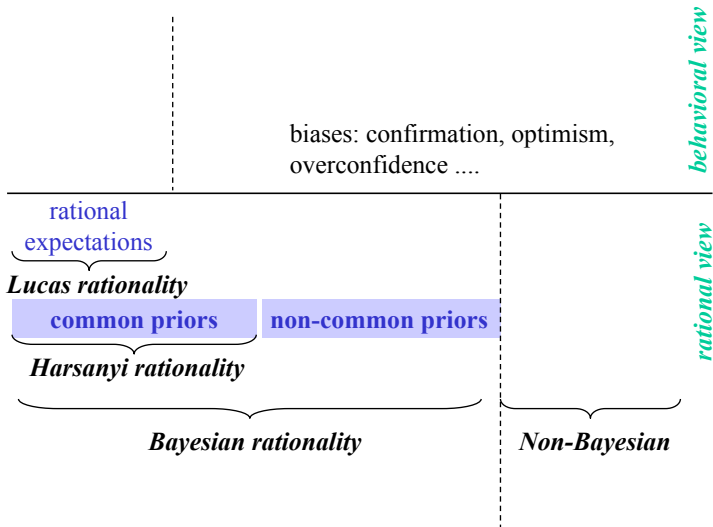 behavioral view
biases: confirmation, optimism,
overconfidence ....
rational
expectations
Lucas rationality
common priors
non-common priors
Harsanyi rationality
Bayesian rationality
Non-Bayesian
rational view